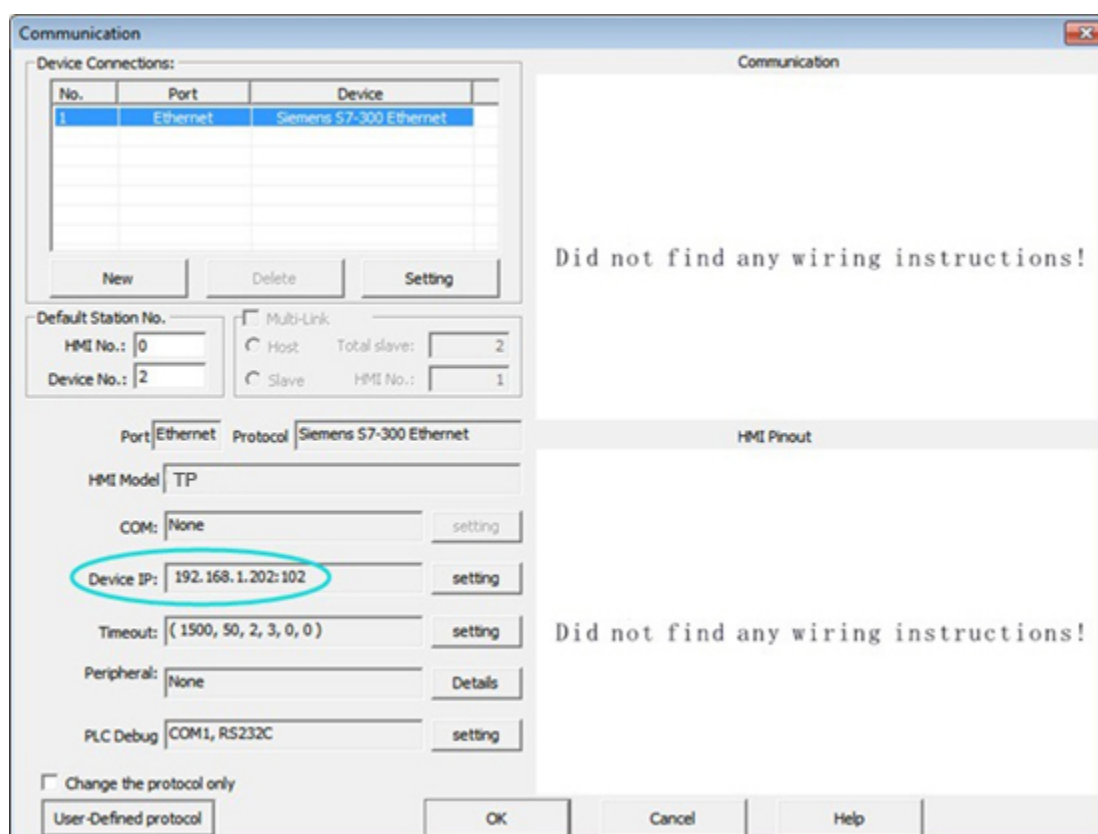 Communication
Device Connections:
No. Port Device
1 Ethernet Siemens S7-300 Ethernet
New Delete Setting
Default Station No.
HMI No.: 0
Device No.: 2
Multi-Link
Host Total slave: 2
Slave HMI No.: 1
Port Ethernet Protocol Siemens S7-300 Ethernet
HMI Model TP
COM: None setting
Device IP: 192.168.1.202:102 setting
Timeout: ( 1500, 50, 2, 3, 0, 0 ) setting
Peripheral: None Details
PLC Debug COM1, RS232C setting
Change the protocol only
User-Defined protocol OK Cancel Help
Communication
Did not find any wiring instructions!
HMI Pinout
Did not find any wiring instructions!